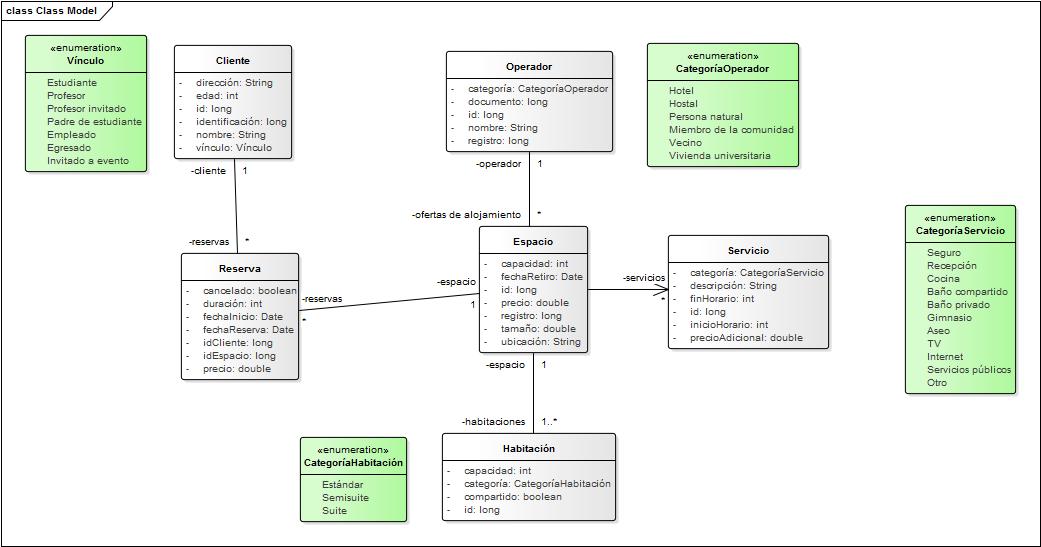 class Class Model
«enumeration»
Vínculo
Estudiante
Profesor
Profesor invitado
Padre de estudiante
Empleado
Egresado
Invitado a evento
Cliente
- dirección: String
- edad: int
- id: long
- identificación: long
- nombre: String
- vínculo: Vínculo
Operador
- categoría: CategoríaOperador
- documento: long
- id: long
- nombre: String
- registro: long
«enumeration»
CategoríaOperador
Hotel
Hostal
Persona natural
Miembro de la comunidad
Vecino
Vivienda universitaria
-cliente 1
-operador 1
-reservas *
-ofertas de alojamiento *
Reserva
- cancelado: boolean
- duración: int
- fechaInicio: Date
- fechaReserva: Date
- idCliente: long
- idEspacio: long
- precio: double
-reservas
*
-espacio
1
Espacio
- capacidad: int
- fechaRetiro: Date
- id: long
- precio: double
- registro: long
- tamaño: double
- ubicación: String
-servicios
*
Servicio
- categoría: CategoríaServicio
- descripción: String
- finHorario: int
- id: long
- inicioHorario: int
- precioAdicional: double
«enumeration»
CategoríaServicio
Seguro
Recepción
Cocina
Baño compartido
Baño privado
Gimnasio
Aseo
TV
Internet
Servicios públicos
Otro
-espacio 1
-habitaciones 1..*
«enumeration»
CategoríaHabitación
Estándar
Semisuite
Suite
Habitación
- capacidad: int
- categoría: CategoríaHabitación
- compartido: boolean
- id: long